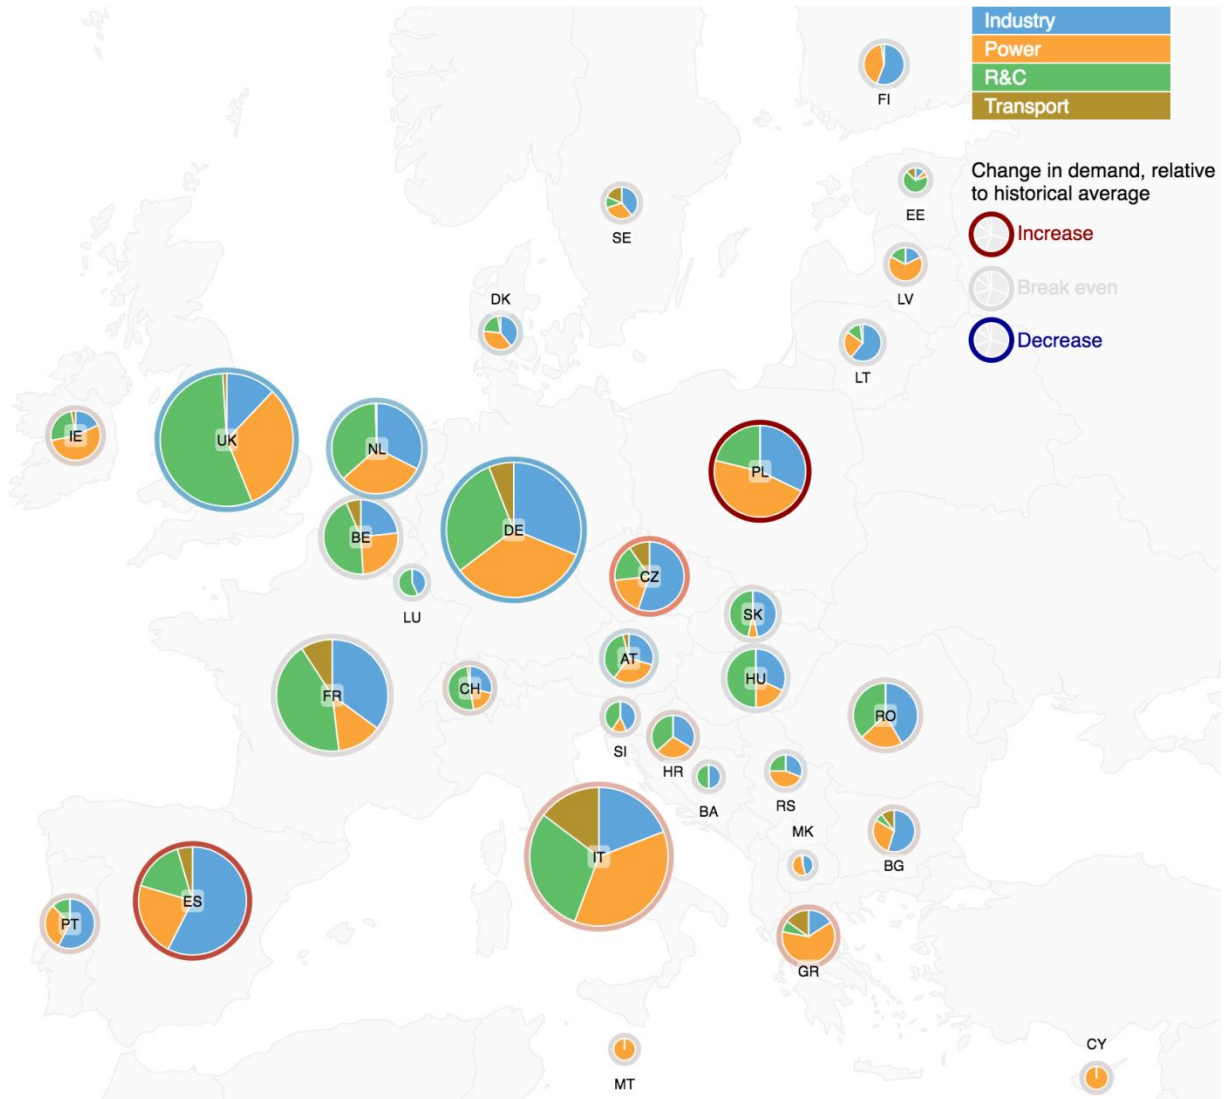 Industry
Power
R&C
Transport
Change in demand, relative
to historical average
Increase
Break even
Decrease
FI
EE
SE
LV
DK
LT
IE
UK
NL
PL
DE
BE
CZ
LU
SK
AT
HU
FR
CH
RO
SI
HR
BA
RS
MK
BG
IT
ES
PT
GR
MT
CY